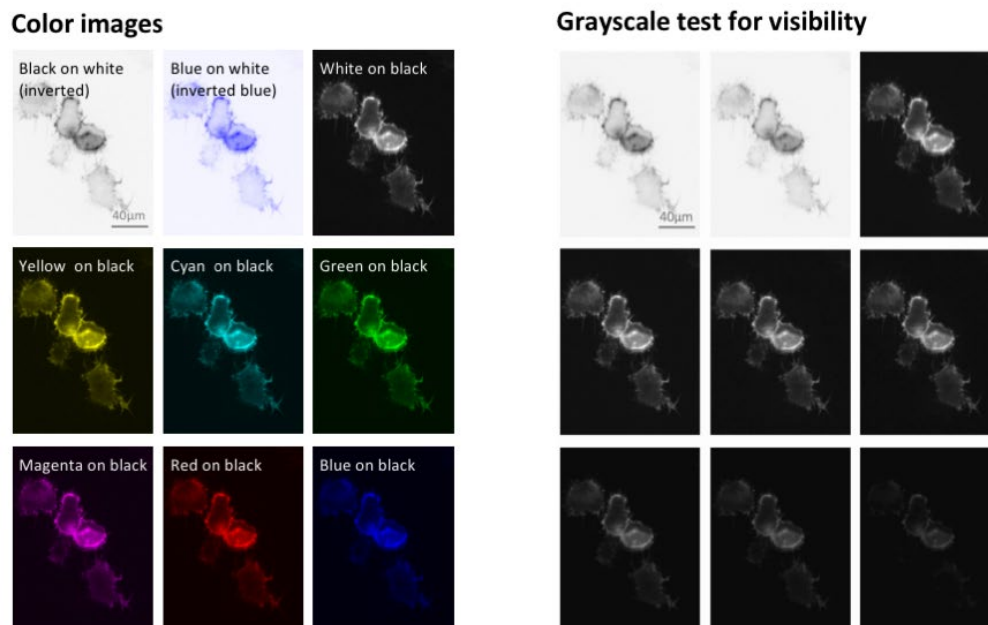 Color images
Grayscale test for visibility
Black on white
(inverted)
Blue on white
(inverted blue)
White on black
40µm
40µm
Yellow on black
Cyan on black
Green on black
Magenta on black
Red on black
Blue on black